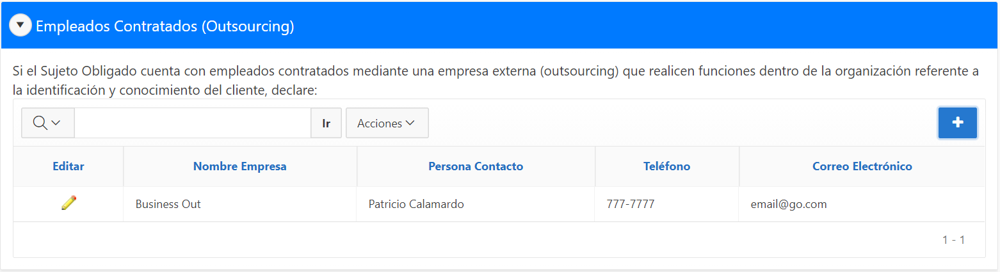 Empleados Contratados (Outsourcing)
Si el Sujeto Obligado cuenta con empleados contratados mediante una empresa externa (outsourcing) que realicen funciones dentro de la organización referente a
la identificación y conocimiento del cliente, declare:
Ir Acciones
Editar Nombre Empresa Persona Contacto Teléfono Correo Electrónico
Business Out Patricio Calamardo 777-7777 email@go.com
1 - 1